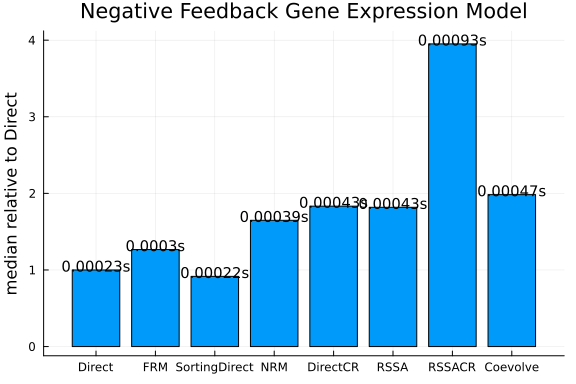 Negative Feedback Gene Expression Model
median relative to Direct
4
3
2
1
0
0.00023s
0.0003s
0.00022s
0.00039s
0.00043s
0.00043s
0.00093s
0.00047s
Direct FRM SortingDirect NRM DirectCR RSSA RSSACR Coevolve